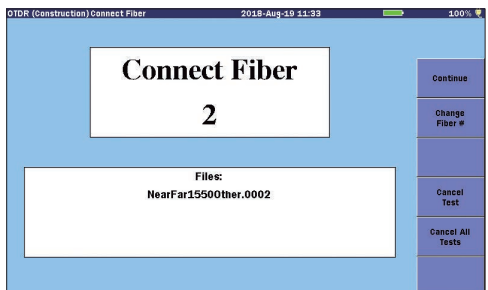 OTDR (Construction) Connect Fiber 2018-Aug-19 11:33 100%
Connect Fiber
2
Continue
Change
Fiber #
Files:
NearFar1550Other.0002
Cancel
Test
Cancel All
Tests